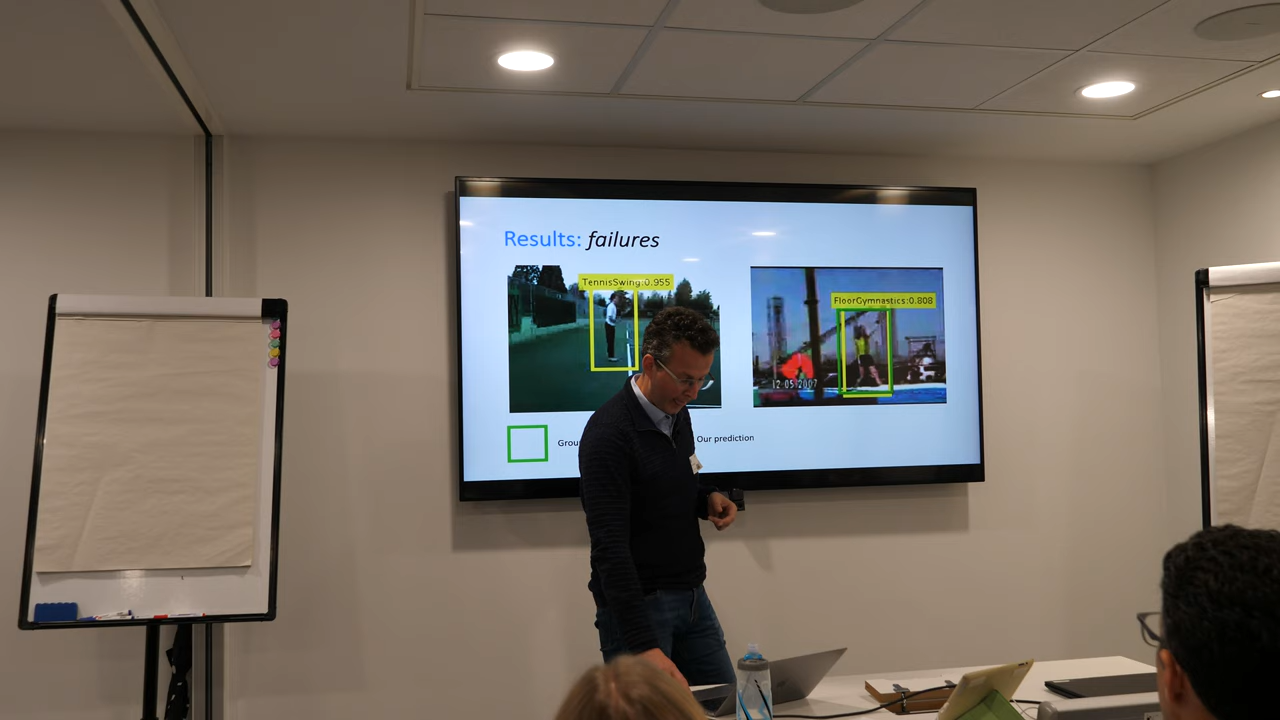 Results: failures
TennisSwing:0.955
FloorGymnastics:0.808
12 05 2007
Our prediction